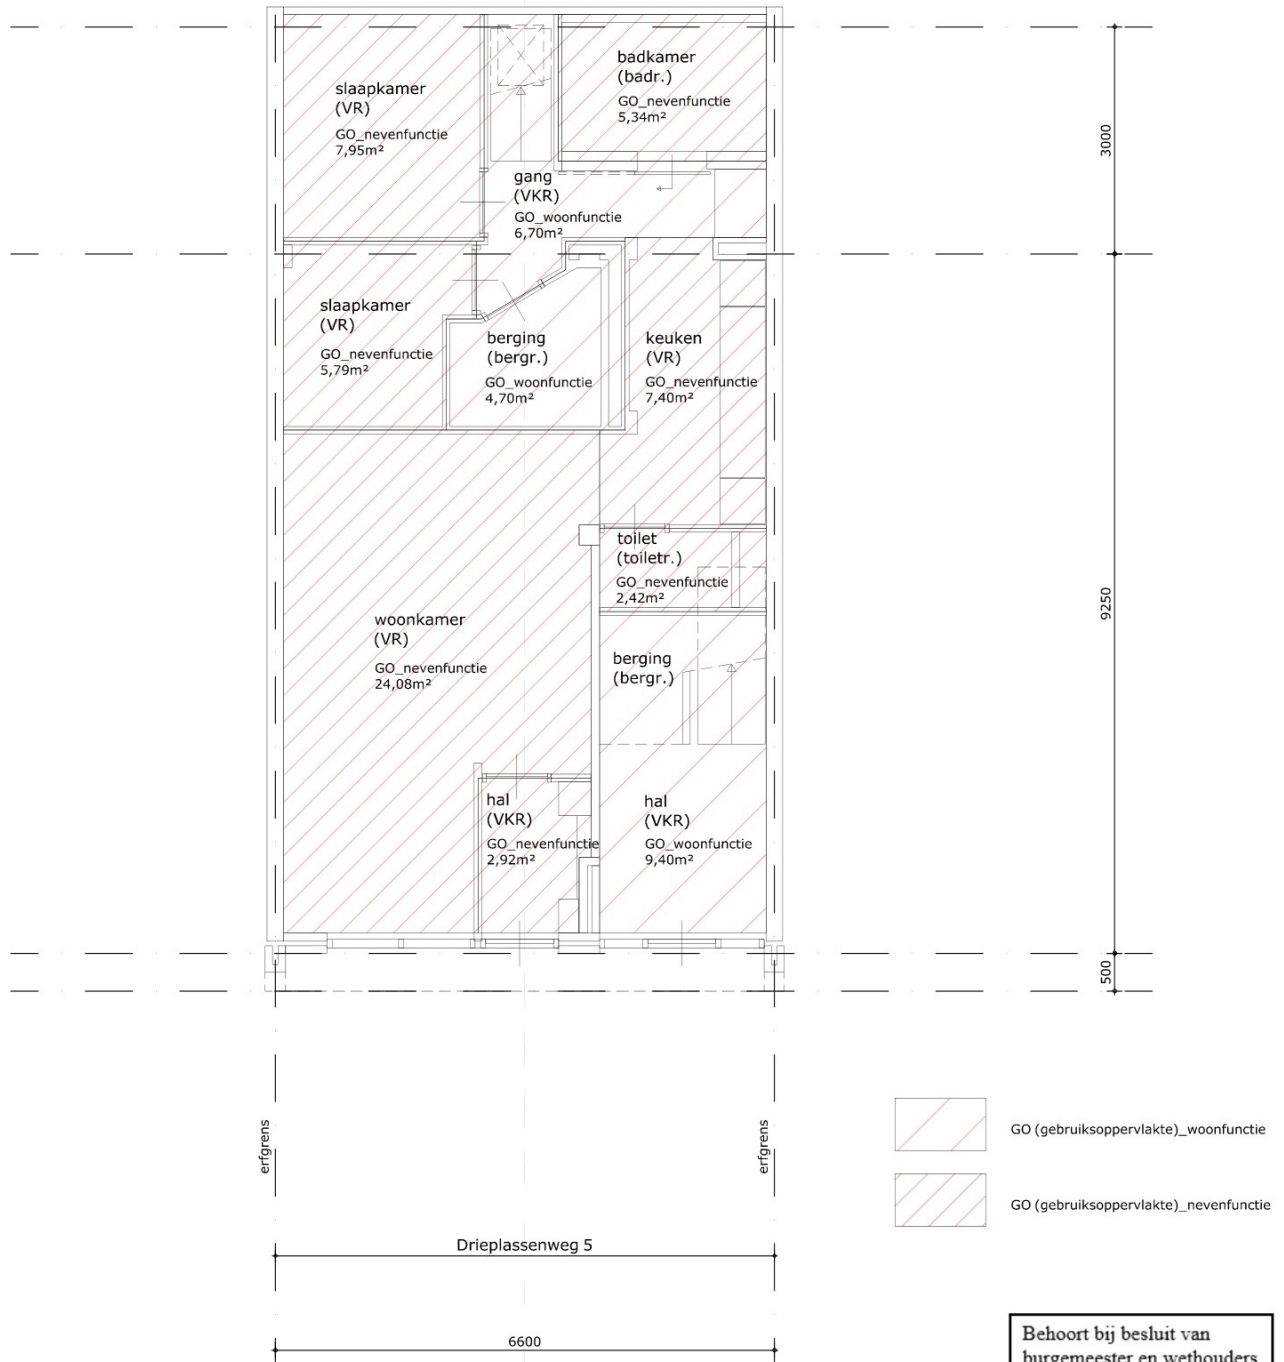 badkamer
(badr.)
GO_nevenfunctie
5,34m²
slaapkamer
(VR)
GO_nevenfunctie
7,95m²
3000
gang
(VKR)
GO_woonfunctie
6,70m²
slaapkamer
(VR)
GO_nevenfunctie
5,79m²
berging
(bergr.)
GO_woonfunctie
4,70m²
keuken
(VR)
GO_nevenfunctie
7,40m²
toilet
(toiletr.)
GO_nevenfunctie
2,42m²
9250
woonkamer
(VR)
GO_nevenfunctie
24,08m²
berging
(bergr.)
hal
(VKR)
GO_nevenfunctie
2,92m²
hal
(VKR)
GO_woonfunctie
9,40m²
500
erfgrens
erfgrens
GO (gebruiksoppervlakte)_woonfunctie
GO (gebruiksoppervlakte)_nevenfunctie
Drieplassenweg 5
6600
Behoort bij besluit van
burgemeester en wethouders